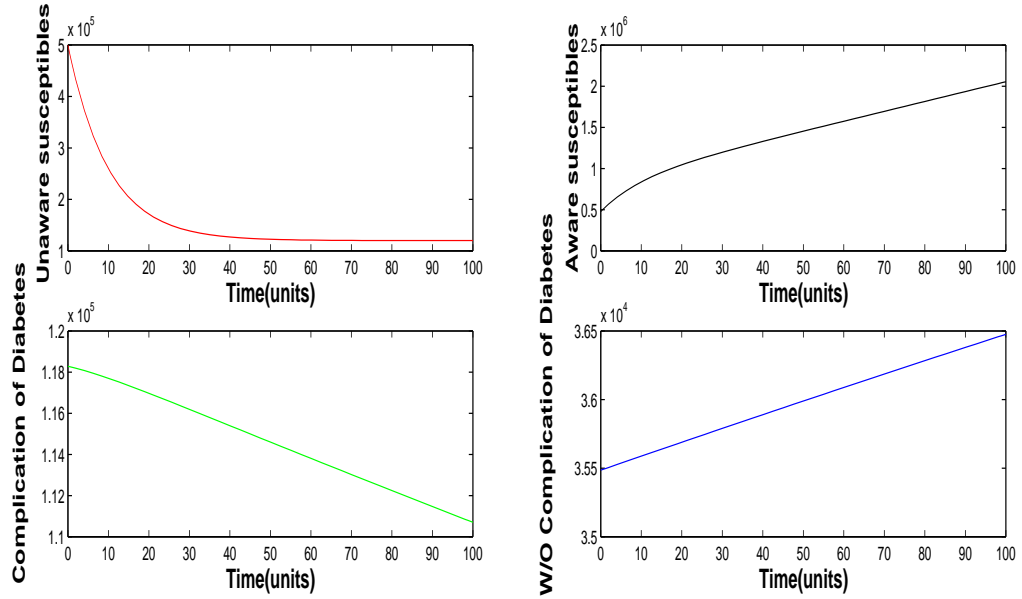 x 10^5
5
4
3
2
1
0 10 20 30 40 50 60 70 80 90 100
Time(units)
Unaware susceptibles
x 10^6
2.5
2
1.5
1
0.5
0
0 10 20 30 40 50 60 70 80 90 100
Time(units)
Aware susceptibles
x 10^5
1.2
1.18
1.16
1.14
1.12
1.1
0 10 20 30 40 50 60 70 80 90 100
Time(units)
Complication of Diabetes
x 10^4
3.65
3.6
3.55
3.5
0 10 20 30 40 50 60 70 80 90 100
Time(units)
W/O Complication of Diabetes